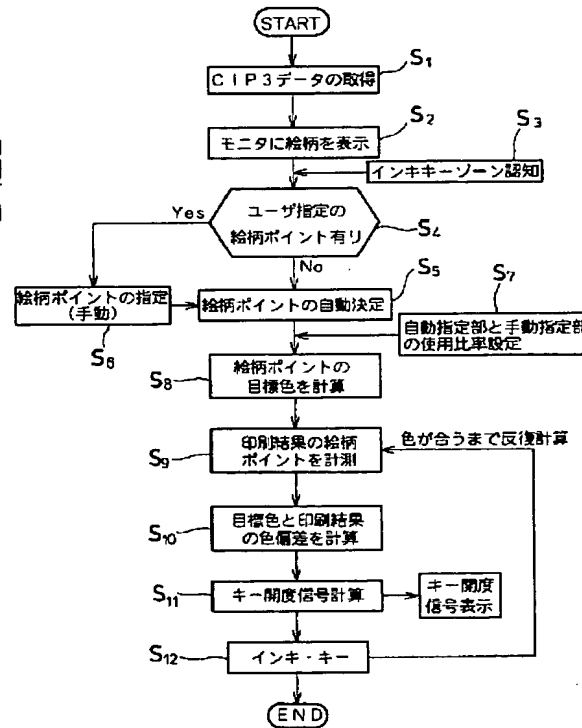 START
CIP3データの取得
S1
モニタに絵柄を表示
S2
インキキーゾーン認知
S3
Yes
ユーザ指定の
絵柄ポイント有り
S4
No
絵柄ポイントの指定
(手動)
S6
絵柄ポイントの自動決定
S5
自動指定部と手動指定部
の使用比率設定
S7
絵柄ポイントの
目標色を計算
S8
印刷結果の絵柄
ポイントを計測
S9
色が合うまで反復計算
目標色と印刷結果
の色偏差を計算
S10
キー開度信号計算
S11
キー開度
信号表示
インキ・キー
S12
END